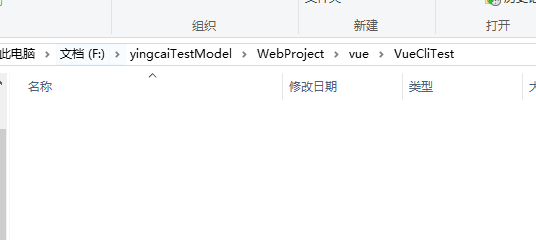 组织
新建
打开
此电脑 > 文档 (F:) > yingcaiTestModel > WebProject > vue > VueCliTest
名称 修改日期 类型